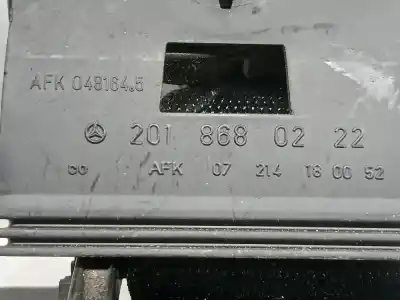 AFK 048164.5
201 868 02 22
CO AFK 07 214 18 00 52